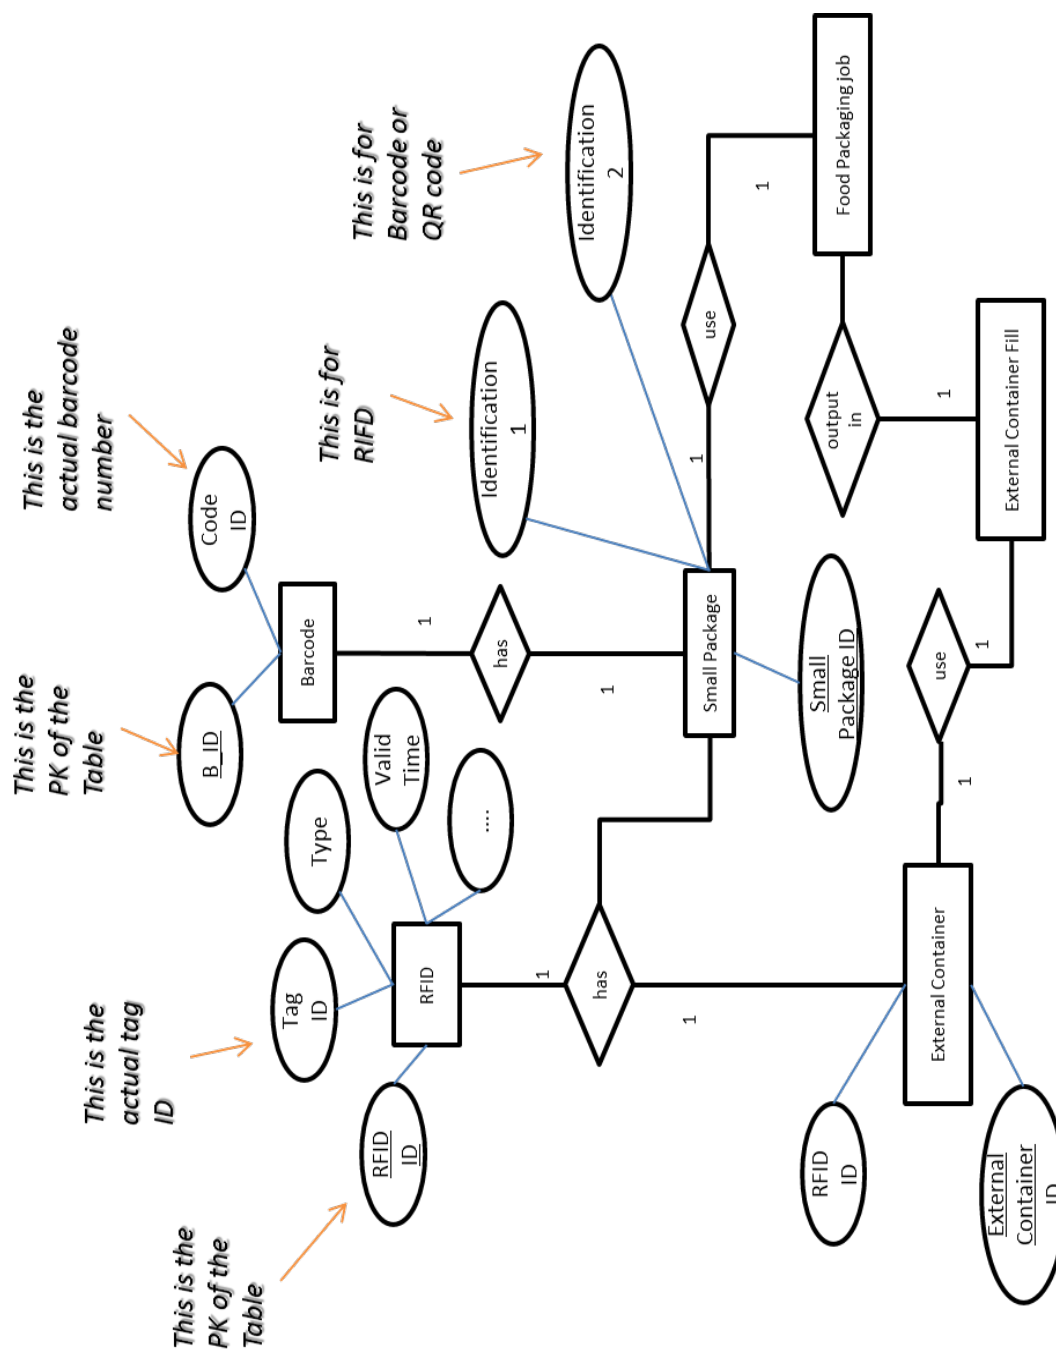 This is the
PK of the
Table
This is the
actual tag
ID
This is the
PK of the
Table
This is the
actual barcode
number
This is for
RIFD
This is for
Barcode or
QR code
RFID
ID
Tag
ID
Type
Valid
Time
....
RFID
B_ID
Code
ID
Barcode
Identification
1
Identification
2
has
1
1
has
1
1
Small Package
Small
Package ID
1
use
1
Food Packaging job
output
in
1
External Container Fill
1
use
1
External Container
RFID
ID
External
Container
ID